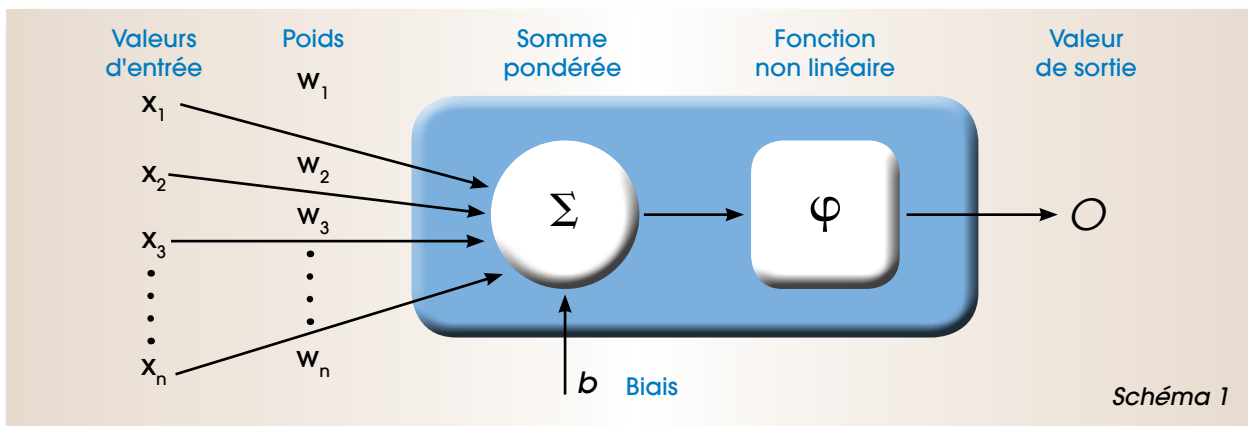 Valeurs
d'entrée
Poids
Somme
pondérée
Fonction
non linéaire
Valeur
de sortie
x₁
w₁
x₂
w₂
x₃
w₃
xₙ
wₙ
Σ
φ
O
b Biais
Schéma 1